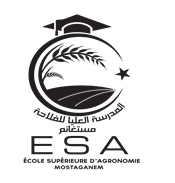 المدرسة العليا للفلاحة
مستغانم
ESA
ÉCOLE SUPÉRIEURE D'AGRONOMIE
MOSTAGANEM